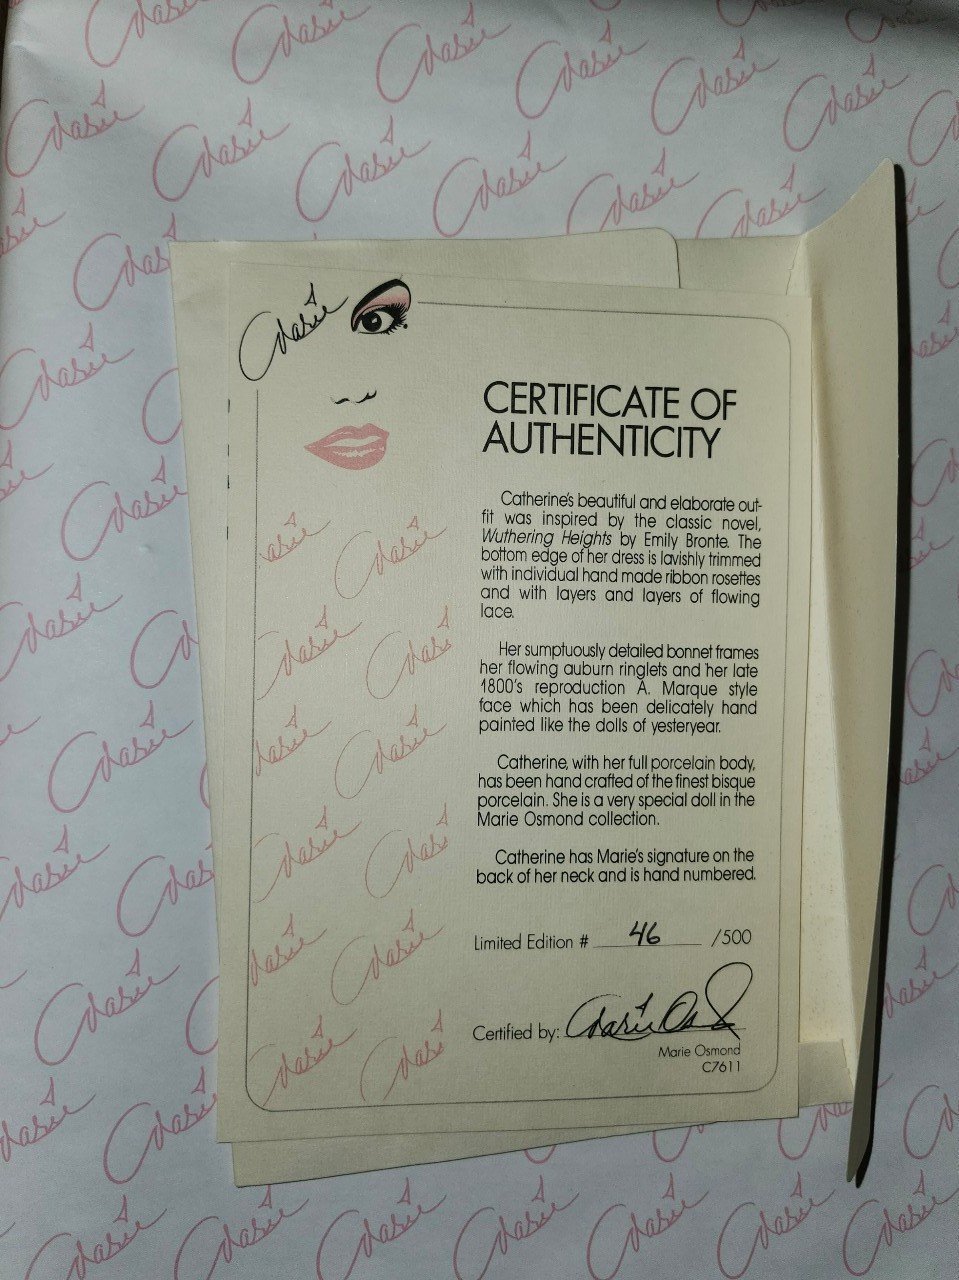 Marie
CERTIFICATE OF
AUTHENTICITY
Catherine's beautiful and elaborate out-
fit was inspired by the classic novel,
Wuthering Heights by Emily Bronte. The
bottom edge of her dress is lavishly trimmed
with individual hand made ribbon rosettes
and with layers and layers of flowing
lace.
Her sumptuously detailed bonnet frames
her flowing auburn ringlets and her late
1800's reproduction A. Marque style
face which has been delicately hand
painted like the dolls of yesteryear.
Catherine, with her full porcelain body,
has been hand crafted of the finest bisque
porcelain. She is a very special doll in the
Marie Osmond collection.
Catherine has Marie's signature on the
back of her neck and is hand numbered.
Limited Edition # 46 /500
Certified by: Marie Osmond
Marie Osmond
C7611